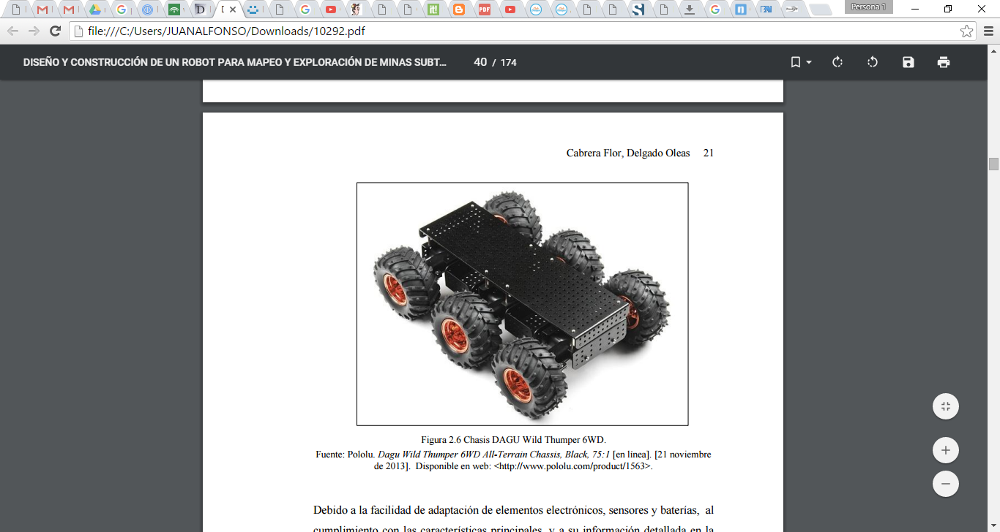 Persona 1
file:///C:/Users/JUANALFONSO/Downloads/10292.pdf
DISEÑO Y CONSTRUCCIÓN DE UN ROBOT PARA MAPEO Y EXPLORACIÓN DE MINAS SUBT... 40 / 174
Cabrera Flor, Delgado Oleas 21
Figura 2.6 Chasis DAGU Wild Thumper 6WD.
Fuente: Pololu. Dagu Wild Thumper 6WD All-Terrain Chassis, Black, 75:1 [en línea]. [21 noviembre
de 2013]. Disponible en web: <http://www.pololu.com/product/1563>.
Debido a la facilidad de adaptación de elementos electrónicos, sensores y baterías, al
cumplimiento con las características principales, y a su información detallada en la